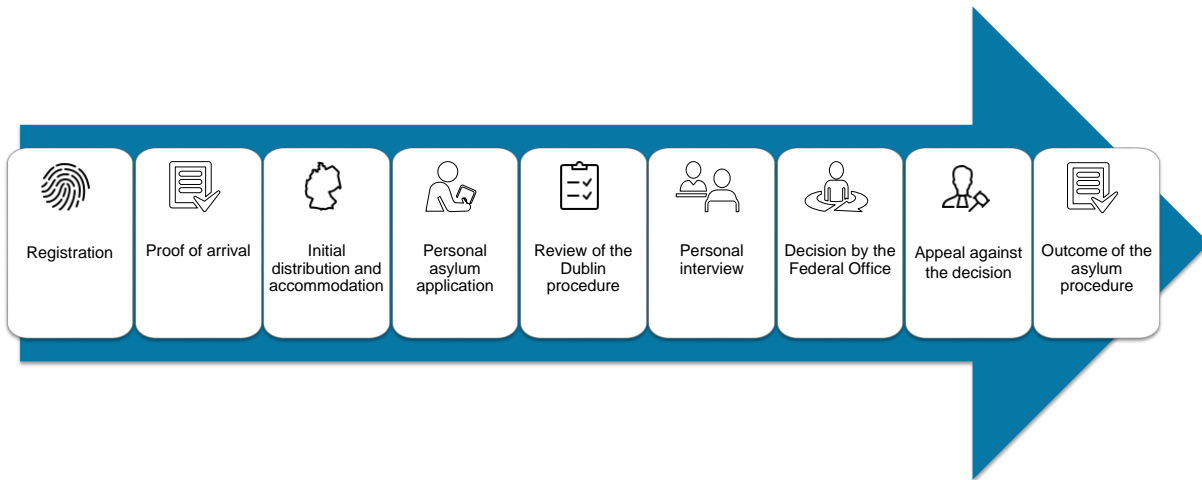 Registration
Proof of arrival
Initial
distribution and
accommodation
Personal
asylum
application
Review of the
Dublin
procedure
Personal
interview
Decision by the
Federal Office
Appeal against
the decision
Outcome of the
asylum
procedure